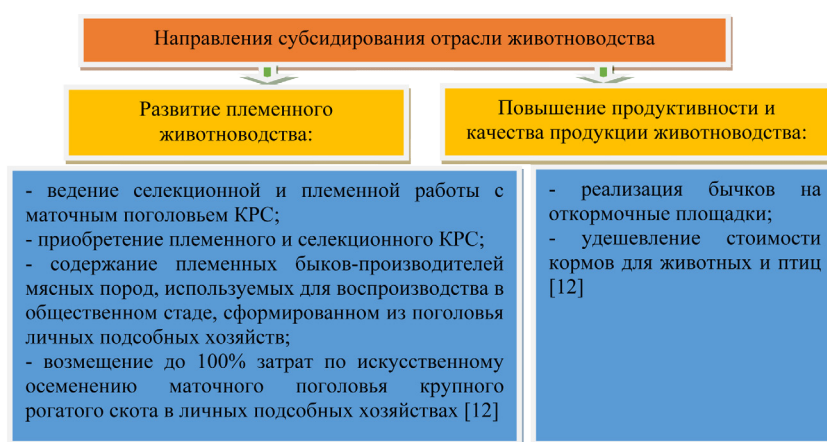 Направления субсидирования отрасли животноводства
Развитие племенного
животноводства:
Повышение продуктивности и
качества продукции животноводства:
- ведение селекционной и племенной работы с
маточным поголовьем КРС;
- приобретение племенного и селекционного КРС;
- содержание племенных быков-производителей
мясных пород, используемых для воспроизводства в
общественном стаде, сформированном из поголовья
личных подсобных хозяйств;
- возмещение до 100% затрат по искусственному
осеменению маточного поголовья крупного
рогатого скота в личных подсобных хозяйствах [12]
- реализация бычков на
откормочные площадки;
- удешевление стоимости
кормов для животных и птиц
[12]